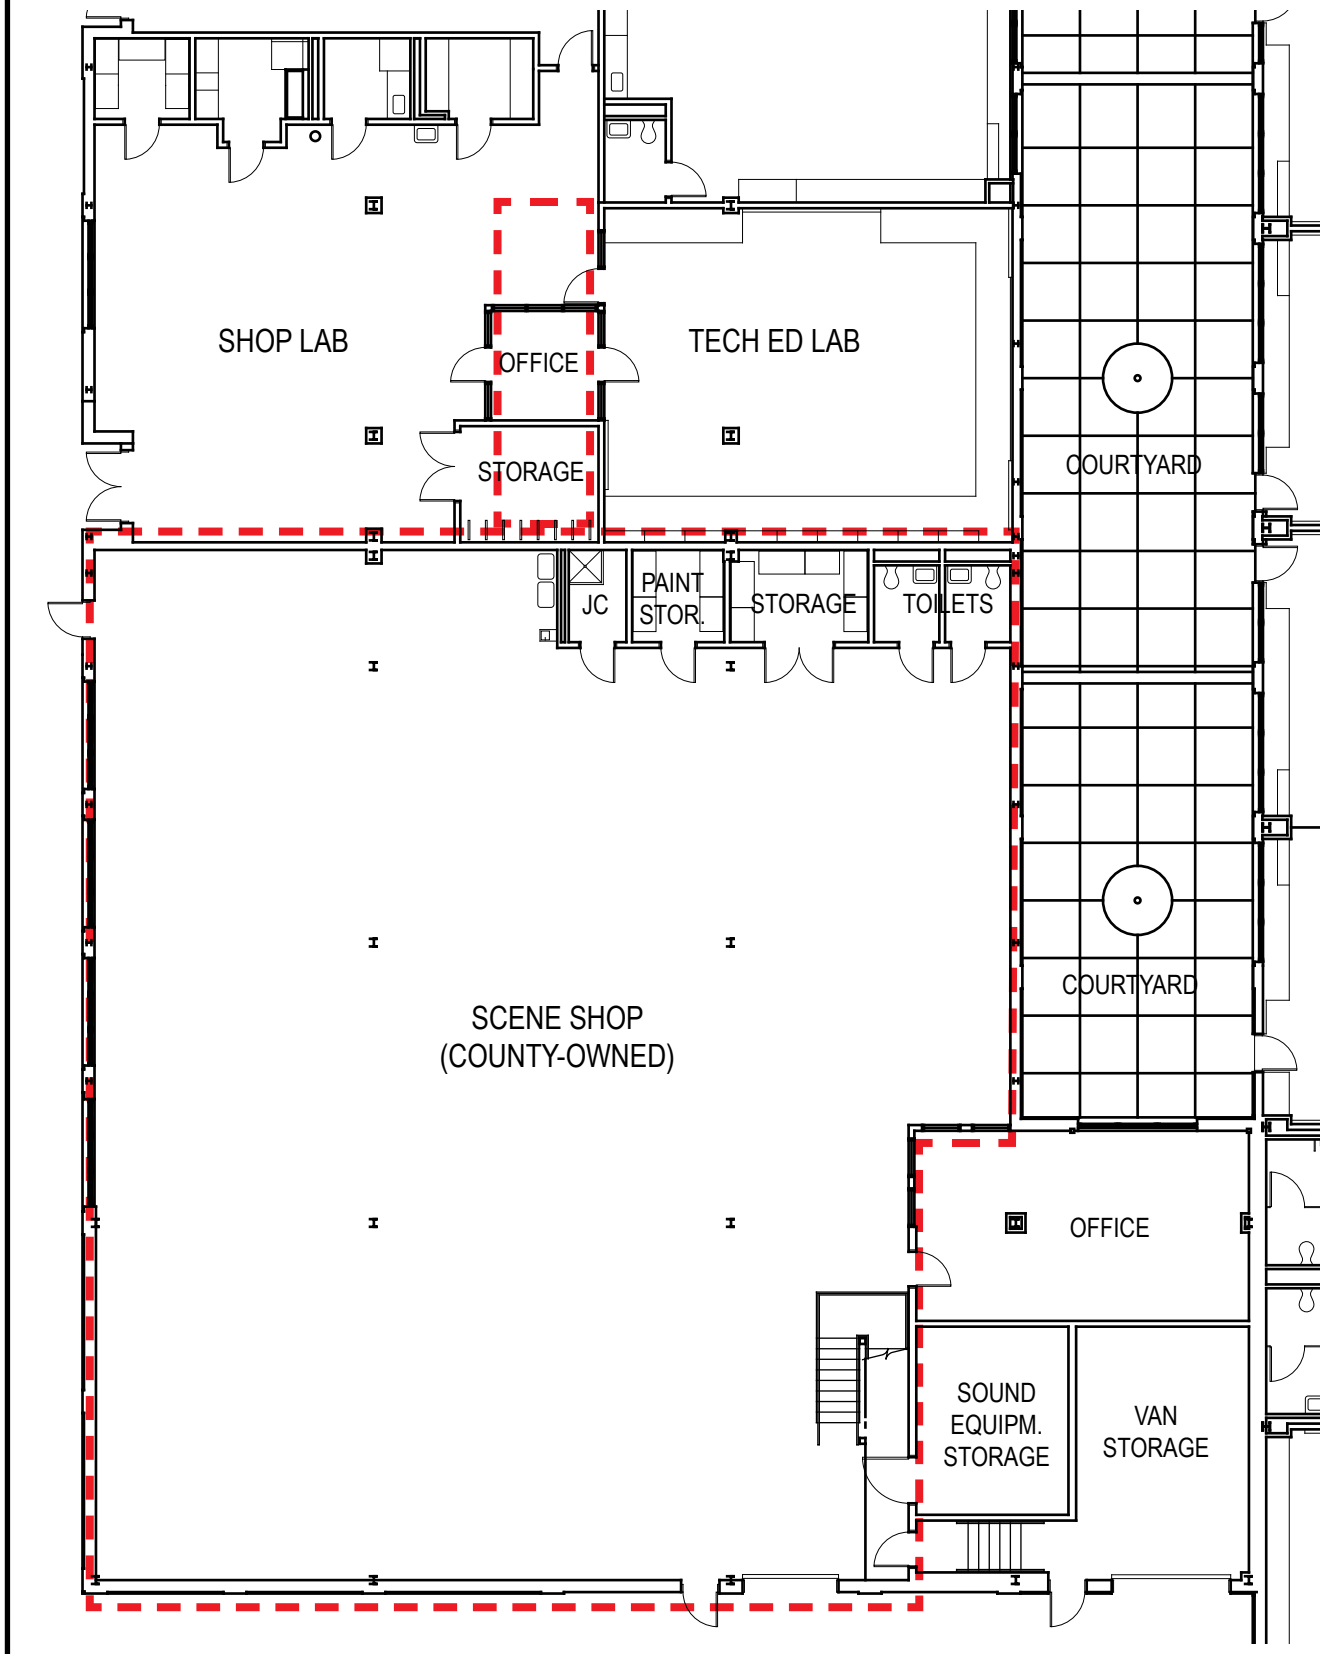 SHOP LAB
OFFICE
TECH ED LAB
STORAGE
COURTYARD
JC
PAINT
STOR.
STORAGE
TOILETS
SCENE SHOP
(COUNTY-OWNED)
COURTYARD
OFFICE
SOUND
EQUIPM.
STORAGE
VAN
STORAGE